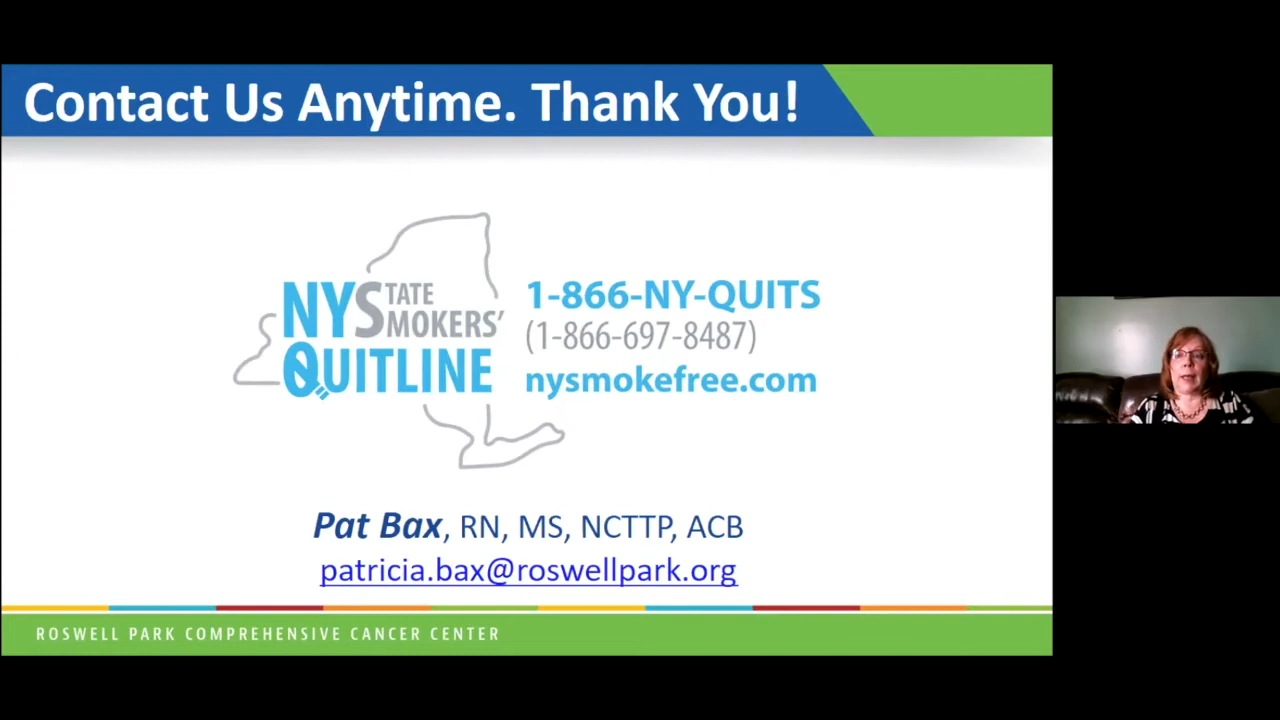 Contact Us Anytime. Thank You!
NYSTATE SMOKERS'
QUITLINE
1-866-NY-QUITS
(1-866-697-8487)
nysmokefree.com
Pat Bax, RN, MS, NCTTP, ACB
patricia.bax@roswellpark.org
ROSWELL PARK COMPREHENSIVE CANCER CENTER